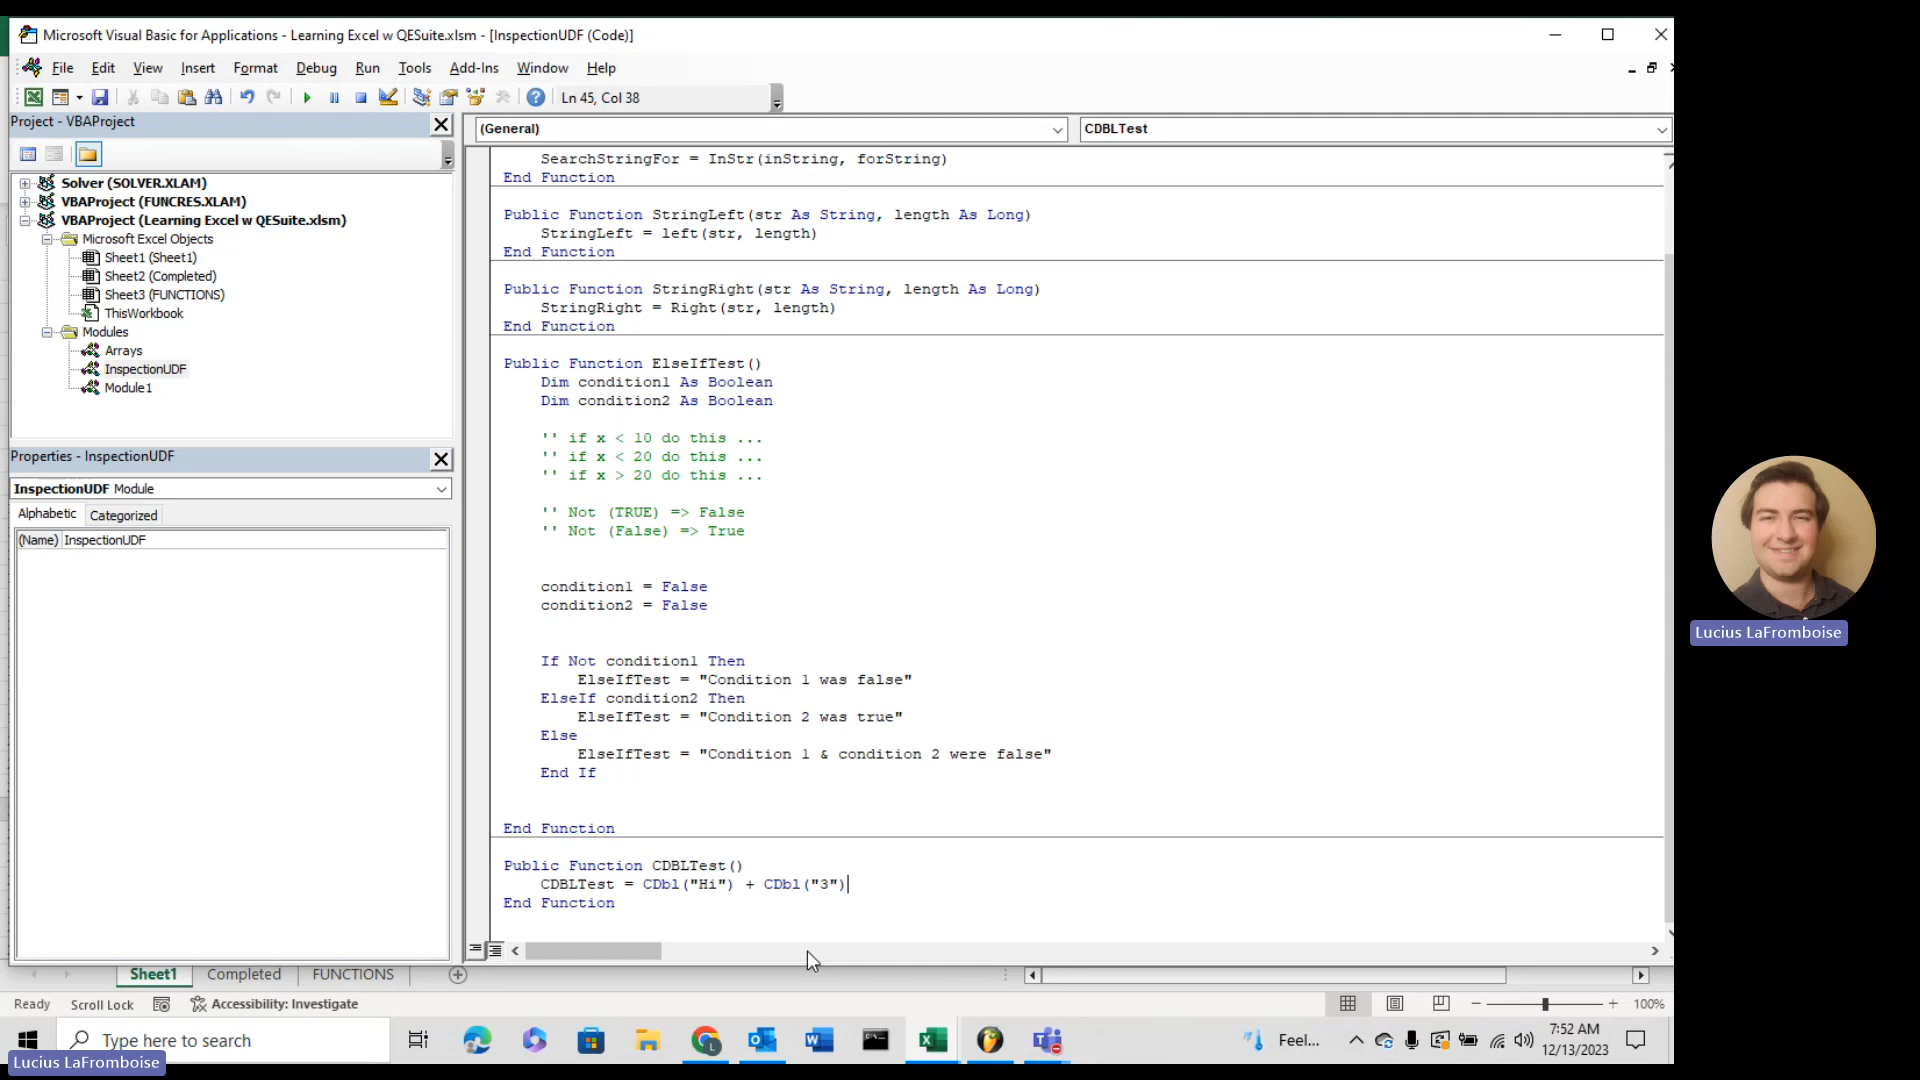 Microsoft Visual Basic for Applications - Learning Excel w QESuite.xlsm - [InspectionUDF (Code)]
File Edit View Insert Format Debug Run Tools Add-Ins Window Help
Ln 45, Col 38
Project - VBAProject
Solver (SOLVER.XLAM)
VBAProject (FUNCRES.XLAM)
VBAProject (Learning Excel w QESuite.xlsm)
Microsoft Excel Objects
Sheet1 (Sheet1)
Sheet2 (Completed)
Sheet3 (FUNCTIONS)
ThisWorkbook
Modules
Arrays
InspectionUDF
Module1
Properties - InspectionUDF
InspectionUDF Module
Alphabetic Categorized
(Name) InspectionUDF
(General) CDBLTest
SearchStringFor = InStr(inString, forString)
End Function
Public Function StringLeft(str As String, length As Long)
StringLeft = left(str, length)
End Function
Public Function StringRight(str As String, length As Long)
StringRight = Right(str, length)
End Function
Public Function ElseIfTest()
Dim condition1 As Boolean
Dim condition2 As Boolean
'' if x < 10 do this ...
'' if x < 20 do this ...
'' if x > 20 do this ...
'' Not (TRUE) => False
'' Not (False) => True
condition1 = False
condition2 = False
If Not condition1 Then
ElseIfTest = "Condition 1 was false"
ElseIf condition2 Then
ElseIfTest = "Condition 2 was true"
Else
ElseIfTest = "Condition 1 & condition 2 were false"
End If
End Function
Public Function CDBLTest()
CDBLTest = CDbl("Hi") + CDbl("3")
End Function
Sheet1 Completed FUNCTIONS
Ready Scroll Lock Accessibility: Investigate 100%
Type here to search
Feel...
7:52 AM
12/13/2023
Lucius LaFromboise
Lucius LaFromboise